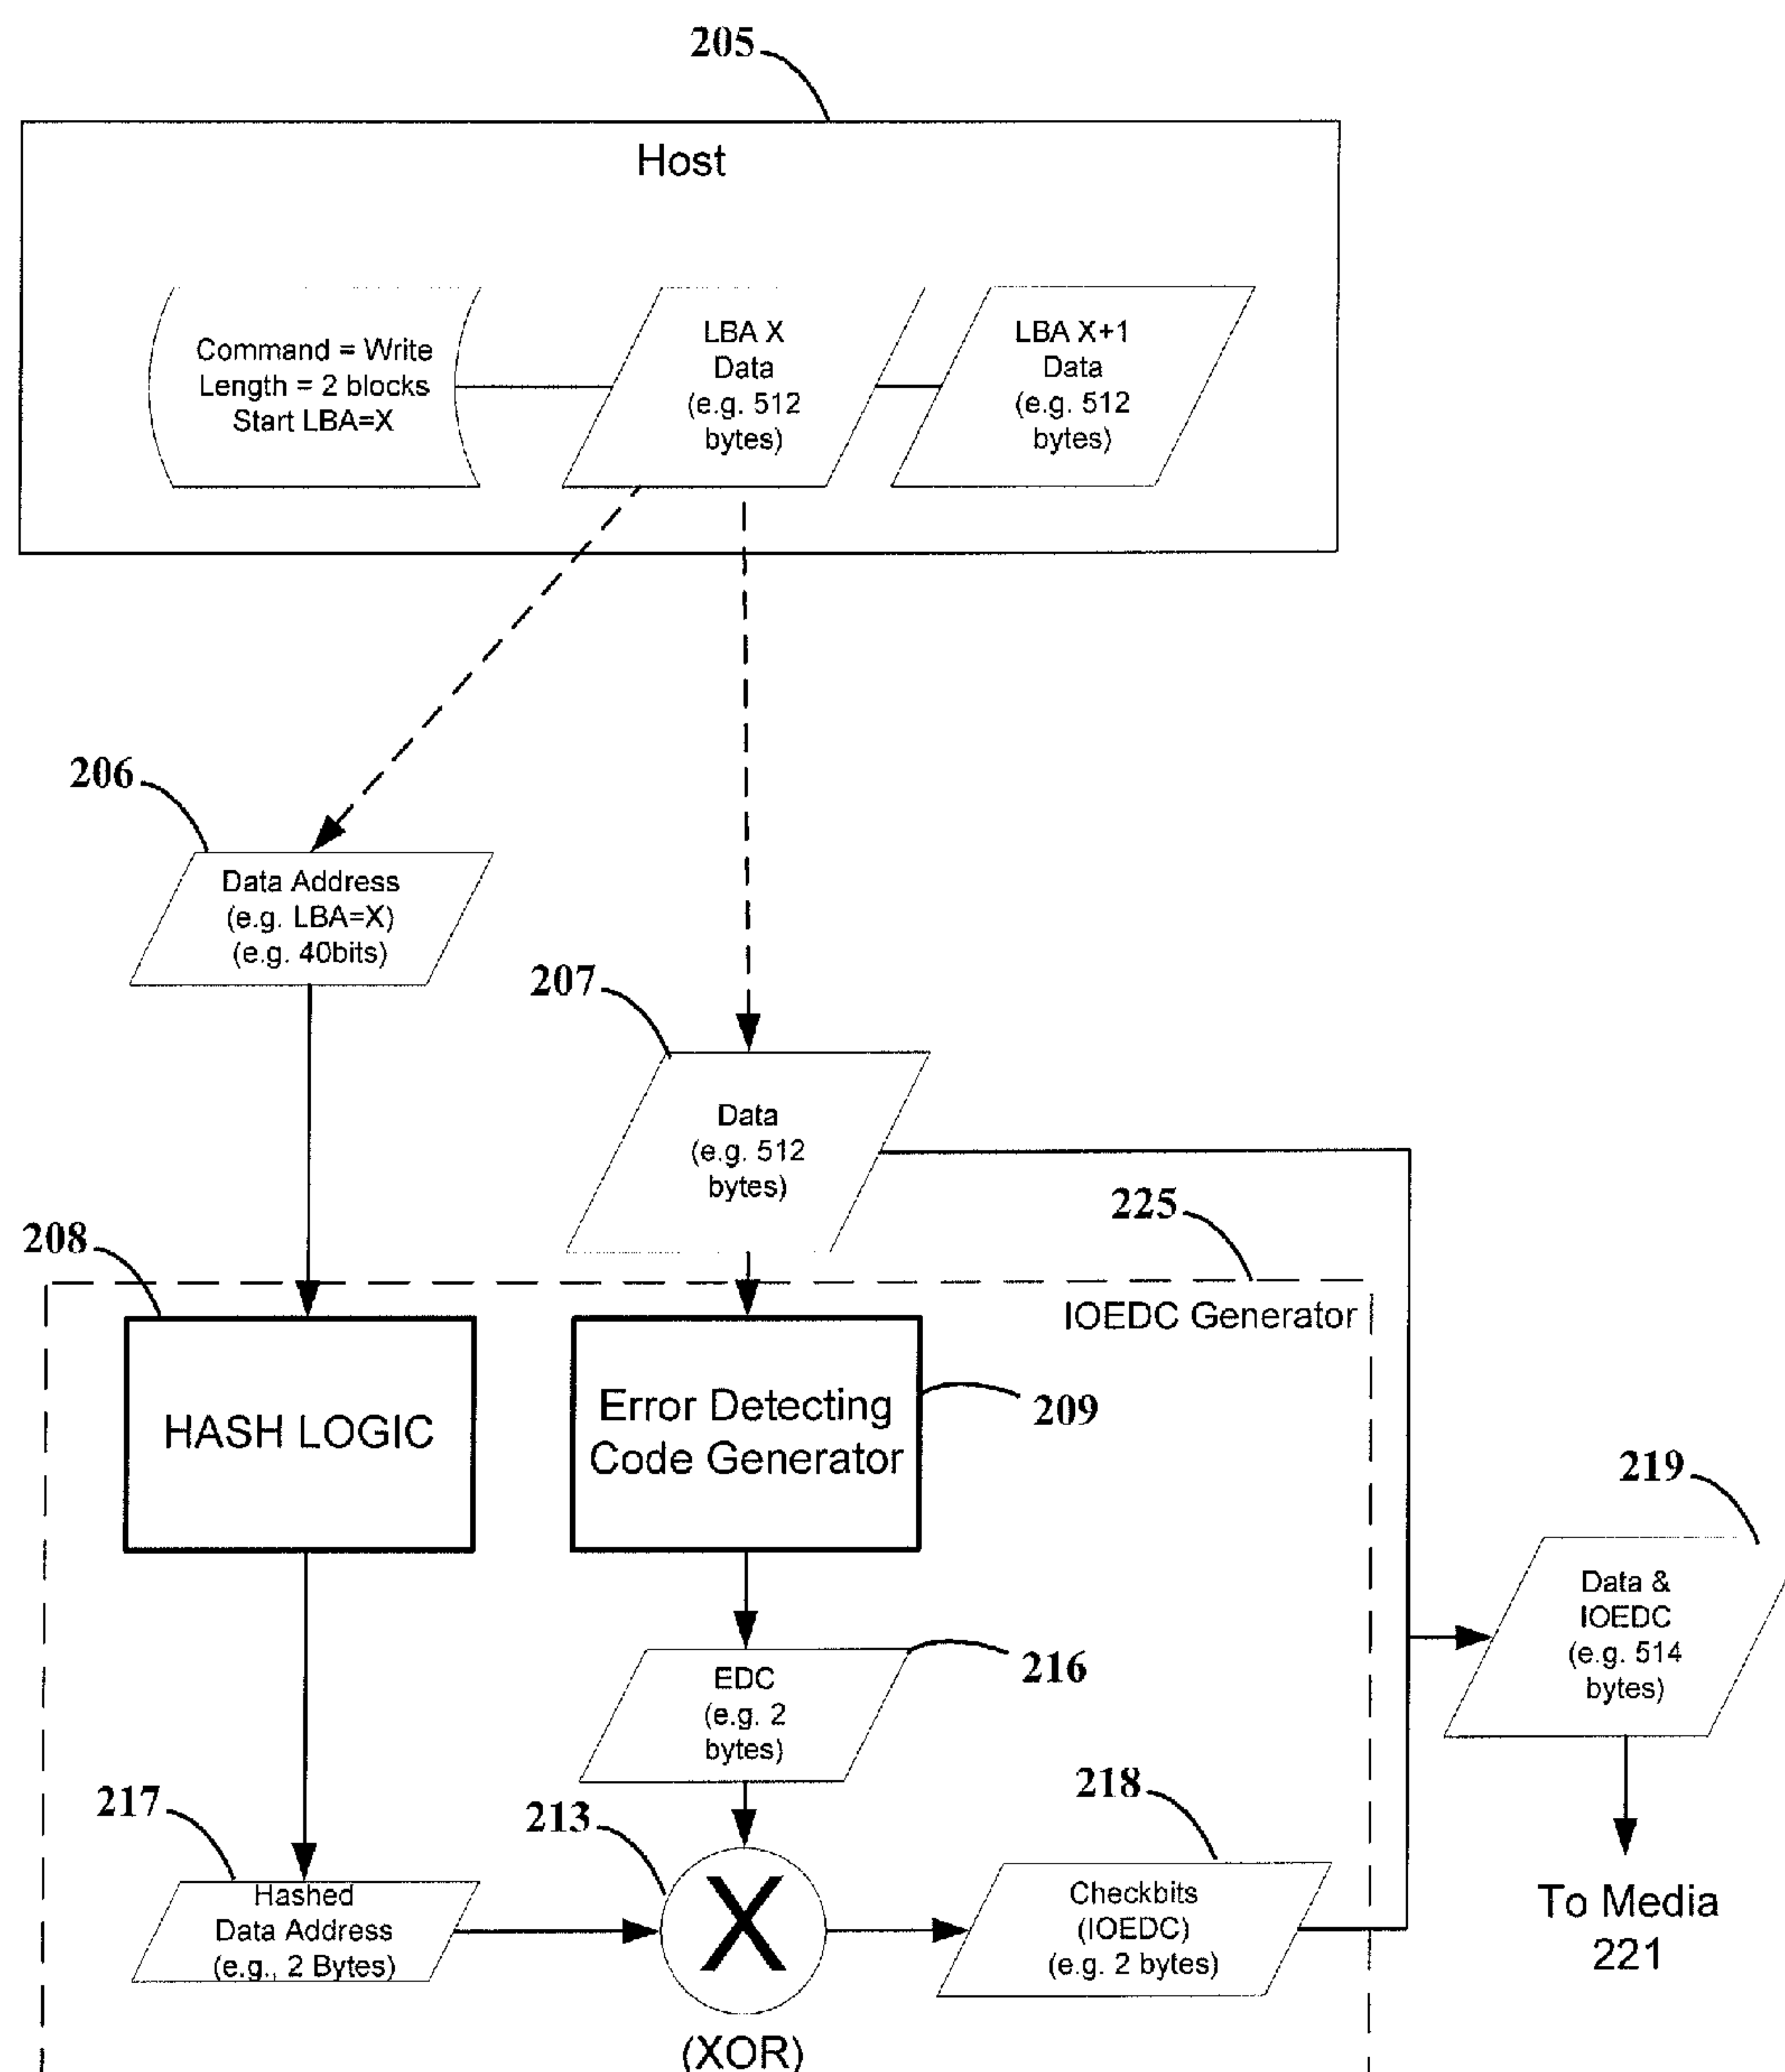 205
Host
Command = Write
Length = 2 blocks
Start LBA=X
LBA X
Data
(e.g. 512
bytes)
LBA X+1
Data
(e.g. 512
bytes)
206
Data Address
(e.g. LBA=X)
(e.g. 40bits)
207
Data
(e.g. 512
bytes)
225
IOEDC Generator
208
HASH LOGIC
Error Detecting
Code Generator
209
219
Data &
IOEDC
(e.g. 514
bytes)
EDC
(e.g. 2
bytes)
216
217
Hashed
Data Address
(e.g., 2 Bytes)
213
X
(XOR)
218
Checkbits
(IOEDC)
(e.g. 2 bytes)
To Media
221